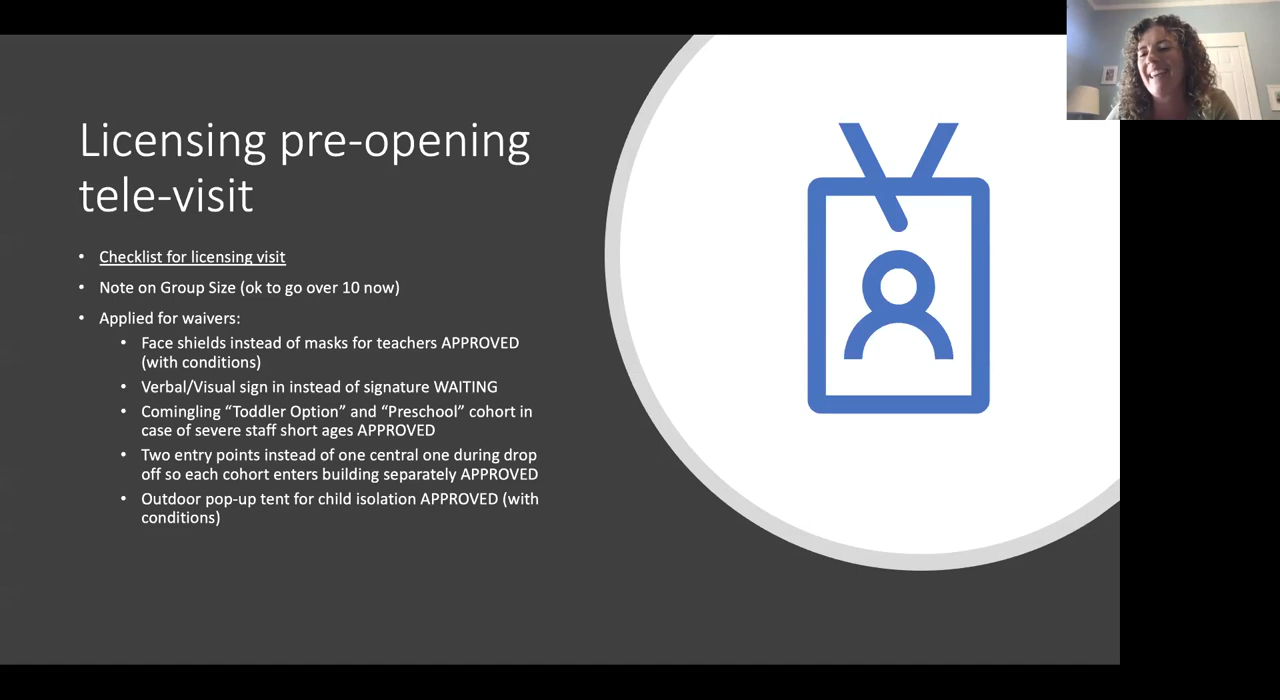 Licensing pre-opening
tele-visit
• Checklist for licensing visit
• Note on Group Size (ok to go over 10 now)
• Applied for waivers:
• Face shields instead of masks for teachers APPROVED
(with conditions)
• Verbal/Visual sign in instead of signature WAITING
• Comingling “Toddler Option” and “Preschool” cohort in
case of severe staff short ages APPROVED
• Two entry points instead of one central one during drop
off so each cohort enters building separately APPROVED
• Outdoor pop-up tent for child isolation APPROVED (with
conditions)